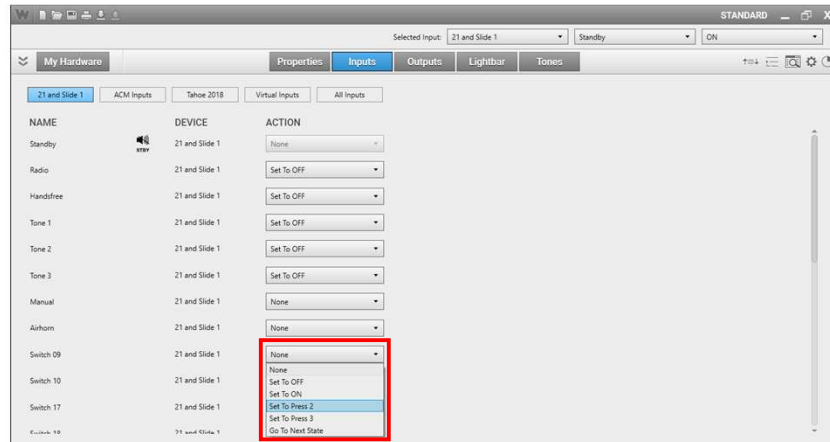 W STANDARD X
Selected Input: 21 and Slide 1 Standby ON
My Hardware Properties Inputs Outputs Lightbar Tones
21 and Slide 1 ACM Inputs Tahoe 2018 Virtual Inputs All Inputs
NAME DEVICE ACTION
Standby STBY 21 and Slide 1 None
Radio 21 and Slide 1 Set To OFF
Handsfree 21 and Slide 1 Set To OFF
Tone 1 21 and Slide 1 Set To OFF
Tone 2 21 and Slide 1 Set To OFF
Tone 3 21 and Slide 1 Set To OFF
Manual 21 and Slide 1 None
Airhorn 21 and Slide 1 None
Switch 09 21 and Slide 1 None
None
Switch 10 21 and Slide 1 Set To OFF
Set To ON
Switch 17 21 and Slide 1 Set To Press 2
Set To Press 3
Switch 18 21 and Slide 1 Go To Next State